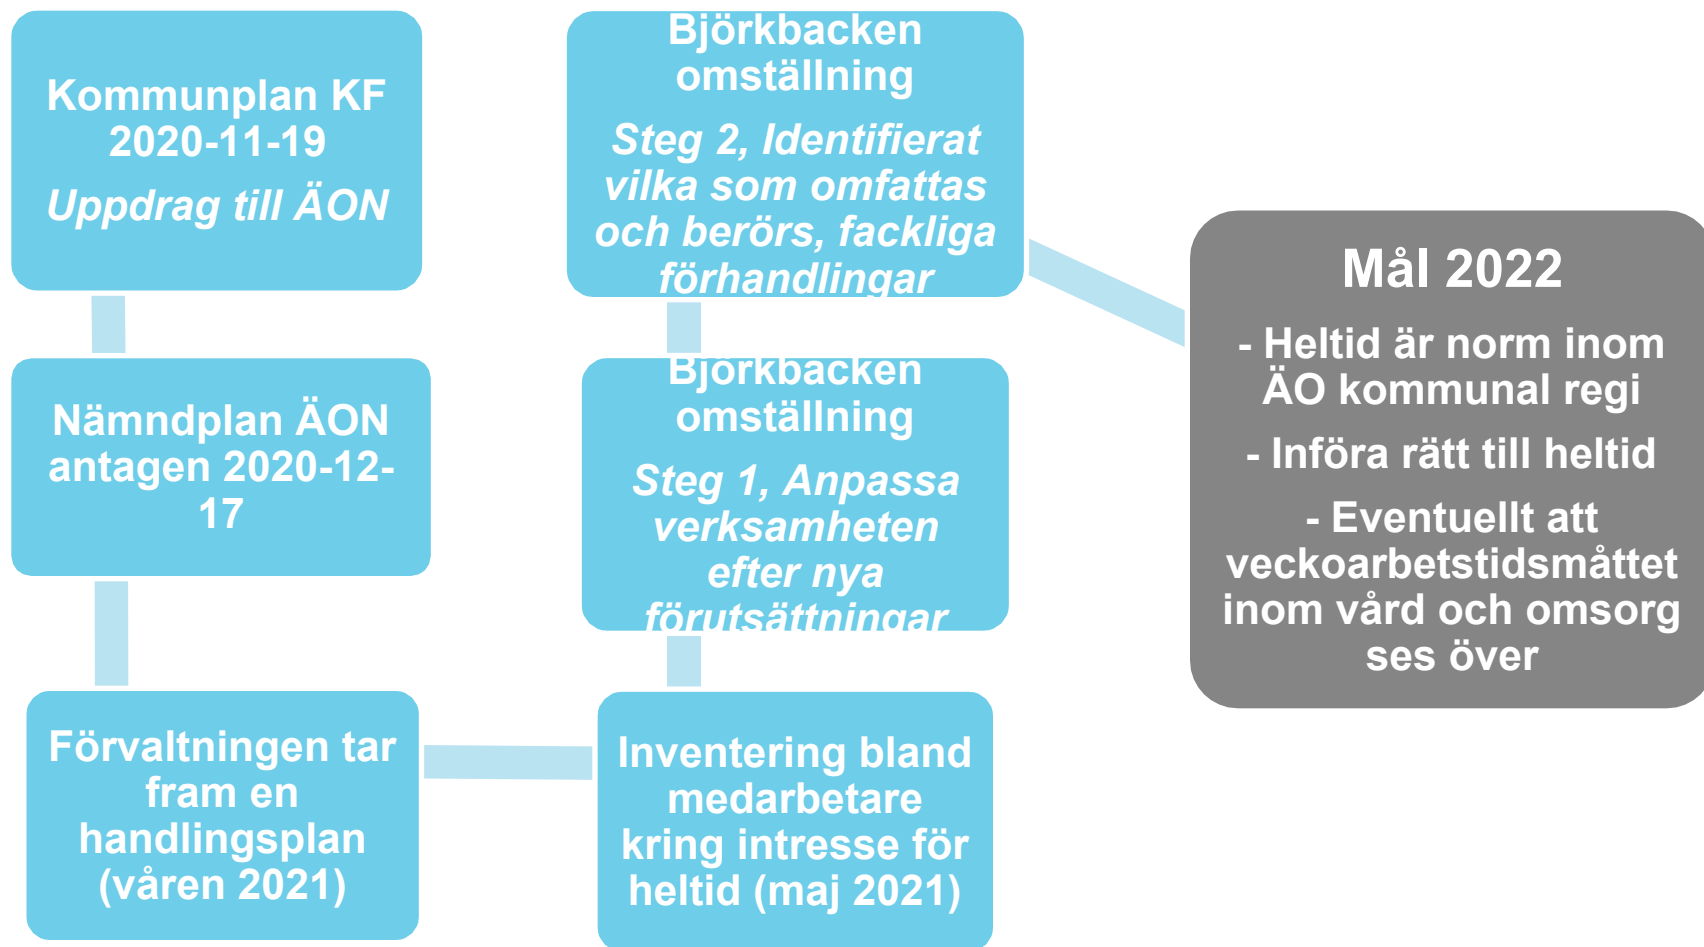 Kommunplan KF
2020-11-19
Uppdrag till ÄON
Nämndplan ÄON
antagen 2020-12-
17
Förvaltningen tar
fram en
handlingsplan
(våren 2021)
Inventering bland
medarbetare
kring intresse för
heltid (maj 2021)
Björkbacken
omställning
Steg 1, Anpassa
verksamheten
efter nya
förutsättningar
Björkbacken
omställning
Steg 2, Identifierat
vilka som omfattas
och berörs, fackliga
förhandlingar
Mål 2022
- Heltid är norm inom
ÄO kommunal regi
- Införa rätt till heltid
- Eventuellt att
veckoarbetstidsmåttet
inom vård och omsorg
ses över